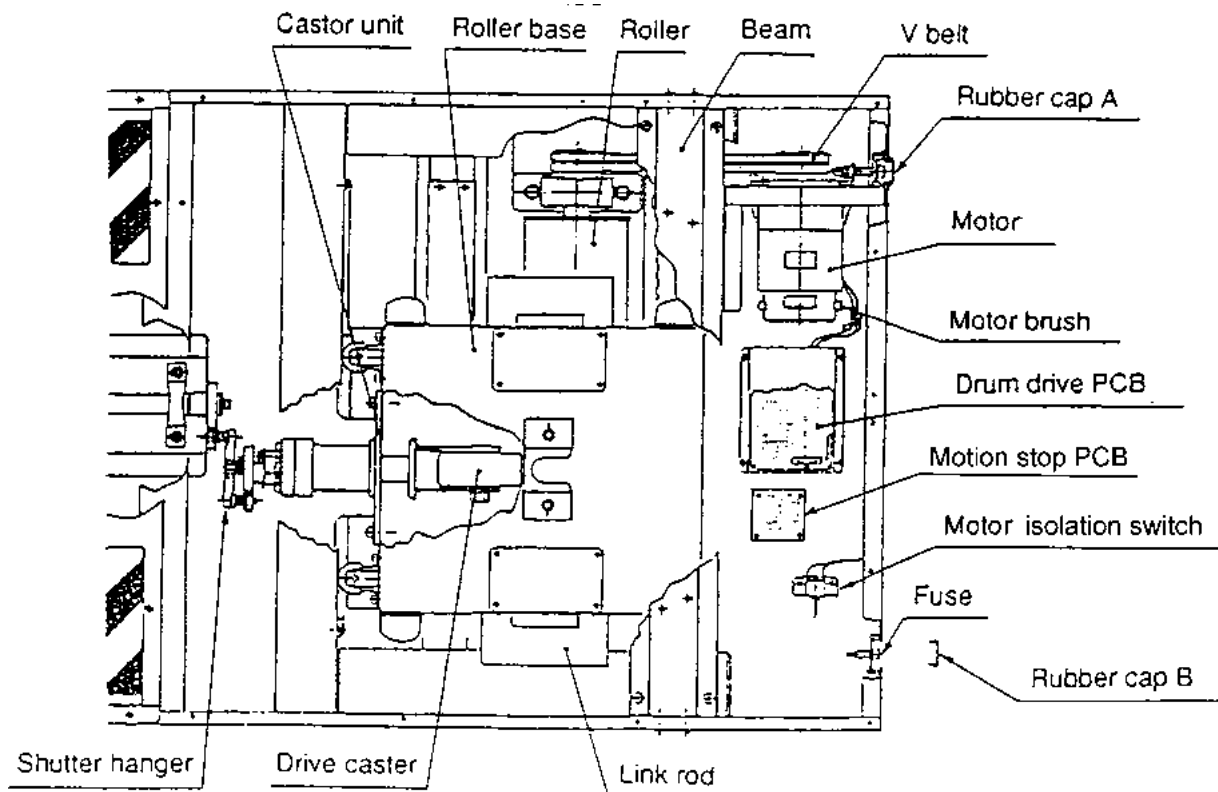 Castor unit
Roller base
Roller
Beam
V belt
Rubber cap A
Motor
Motor brush
Drum drive PCB
Motion stop PCB
Motor isolation switch
Fuse
Rubber cap B
Shutter hanger
Drive caster
Link rod